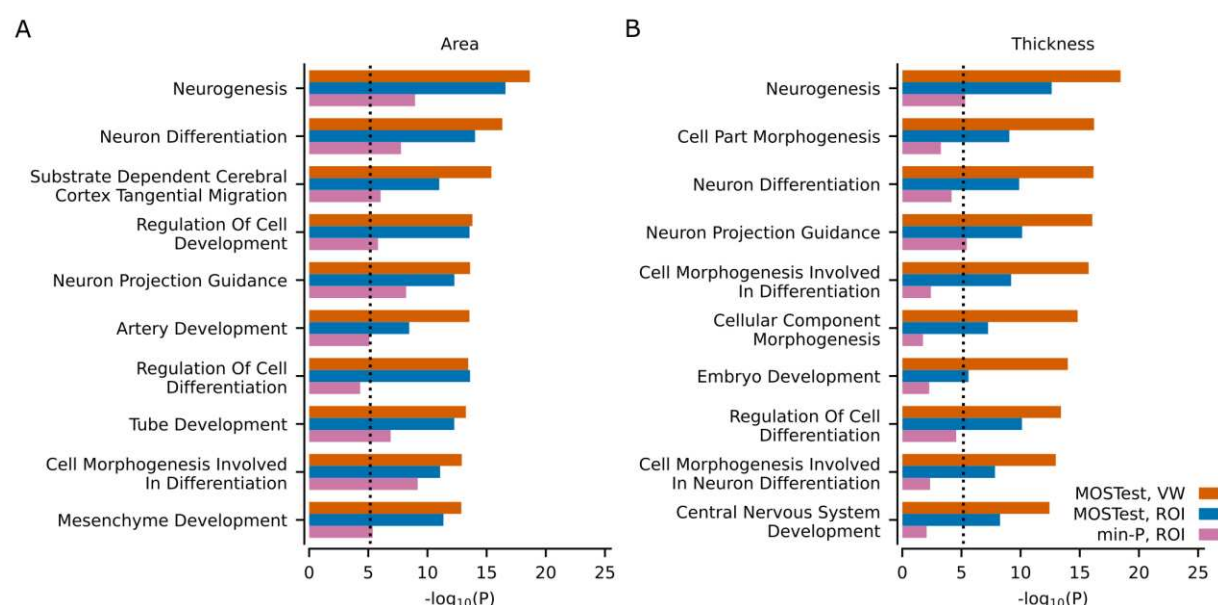 A
Area
Neurogenesis
Neuron Differentiation
Substrate Dependent Cerebral
Cortex Tangential Migration
Regulation Of Cell
Development
Neuron Projection Guidance
Artery Development
Regulation Of Cell
Differentiation
Tube Development
Cell Morphogenesis Involved
In Differentiation
Mesenchyme Development
0 5 10 15 20 25
-log10(P)
B
Thickness
Neurogenesis
Cell Part Morphogenesis
Neuron Differentiation
Neuron Projection Guidance
Cell Morphogenesis Involved
In Differentiation
Cellular Component
Morphogenesis
Embryo Development
Regulation Of Cell
Differentiation
Cell Morphogenesis Involved
In Neuron Differentiation
Central Nervous System
Development
MOSTest, VW
MOSTest, ROI
min-P, ROI
0 5 10 15 20 25
-log10(P)